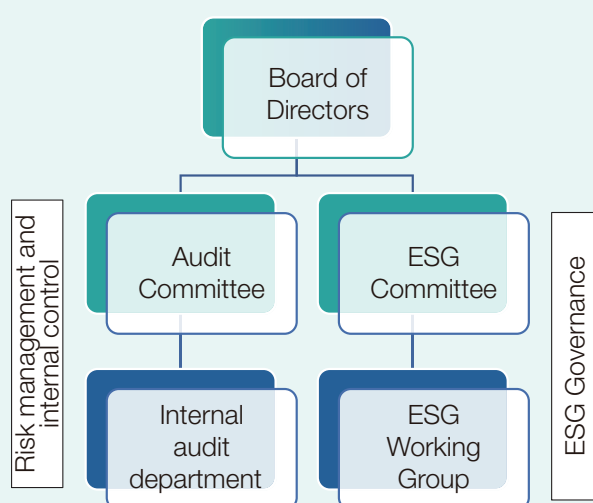 Board of
Directors
Risk management and
internal control
Audit
Committee
ESG
Committee
ESG Governance
Internal
audit
department
ESG
Working
Group